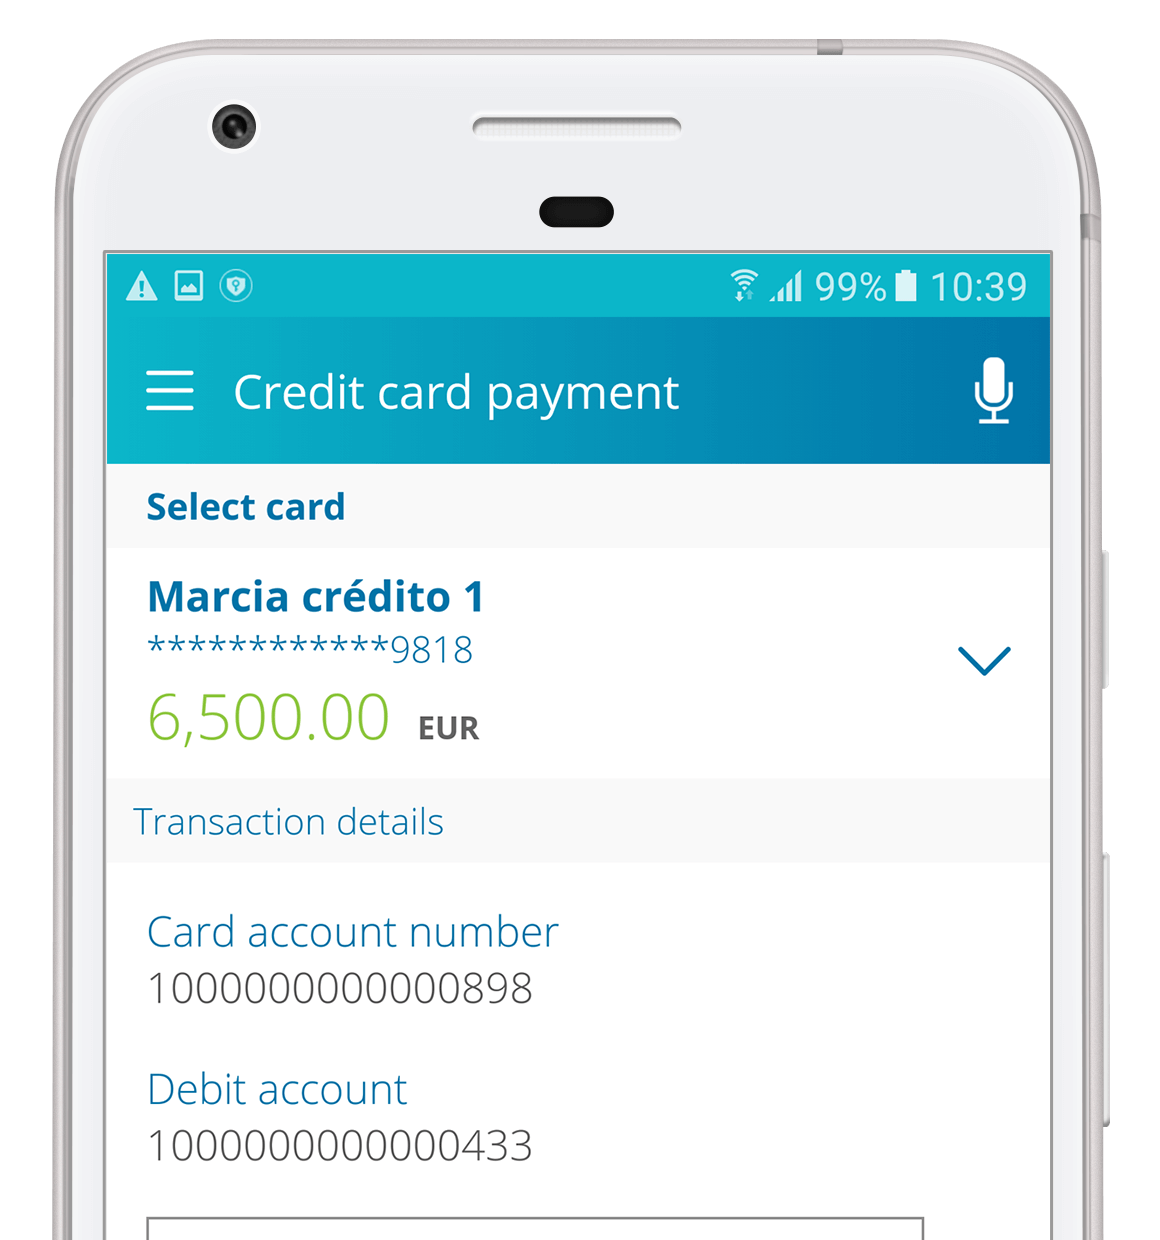 99% 10:39
Credit card payment
Select card
Marcia crédito 1
************9818
6,500.00 EUR
Transaction details
Card account number
1000000000000898
Debit account
1000000000000433